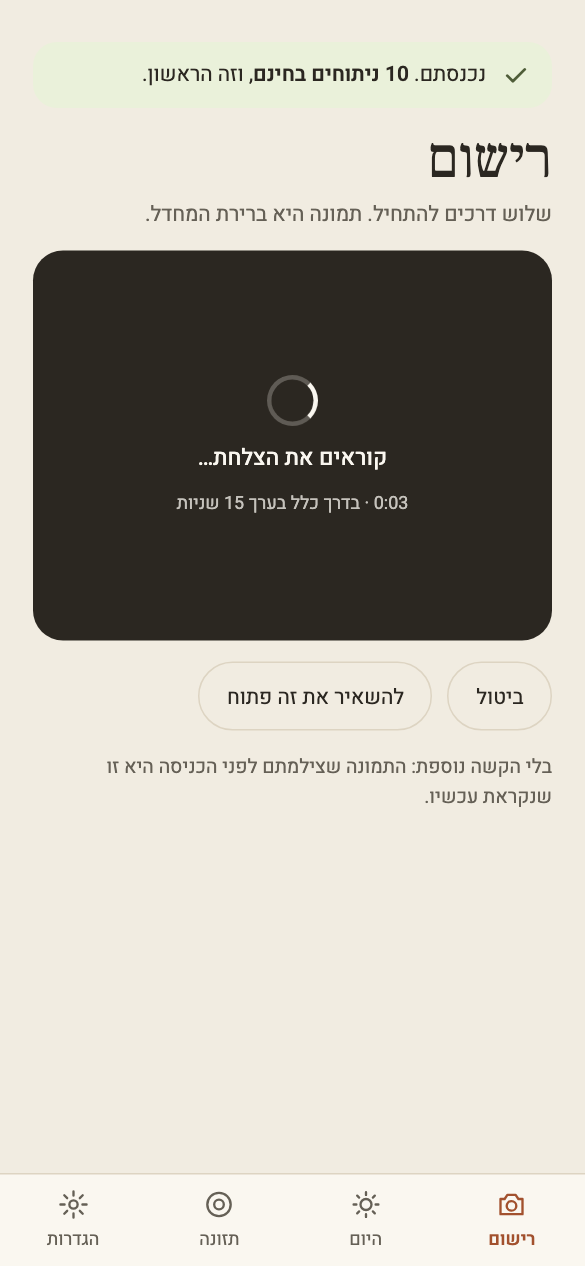 נכנסתם. 10 ניתוחים בחינם, וזה הראשון.
רישום
שלוש דרכים להתחיל. תמונה היא ברירת המחדל.
קוראים את הצלחת…
0:03 · בדרך כלל בערך 15 שניות
ביטול
להשאיר את זה פתוח
בלי הקשה נוספת: התמונה שצילמתם לפני הכניסה היא זו
שנקראת עכשיו.
רישום
היום
תזונה
הגדרות